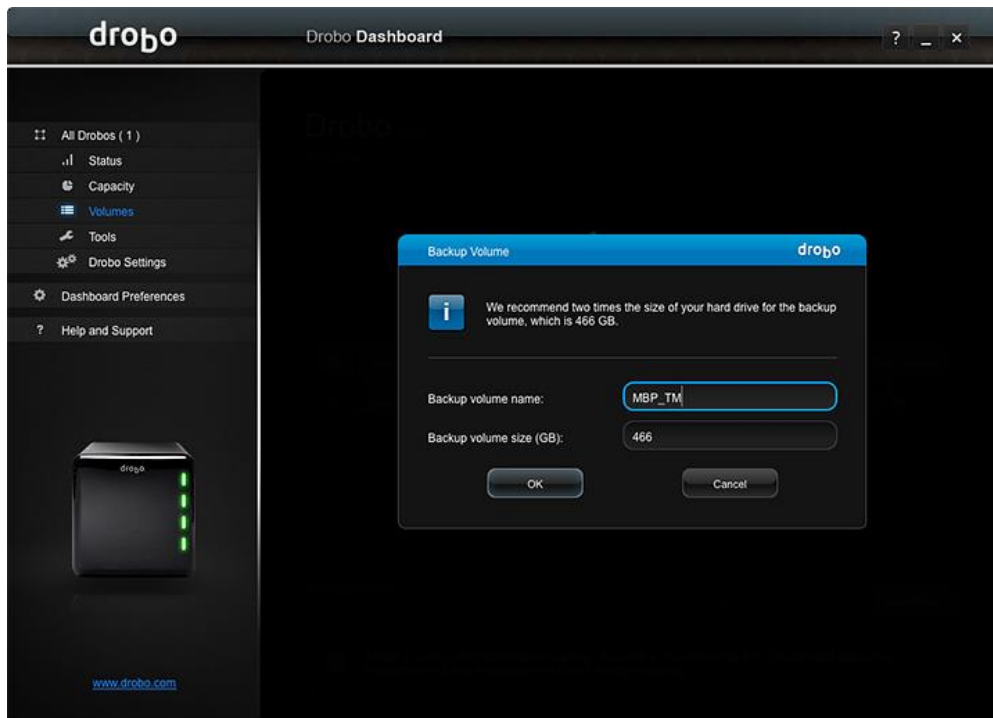 drobo
Drobo Dashboard
? _ ×
All Drobos ( 1 )
Status
Capacity
Volumes
Tools
Drobo Settings
Dashboard Preferences
? Help and Support
drobo
www.drobo.com
Drobo
Backup Volume
drobo
i
We recommend two times the size of your hard drive for the backup
volume, which is 466 GB.
Backup volume name:
MBP_TM
Backup volume size (GB):
466
OK
Cancel